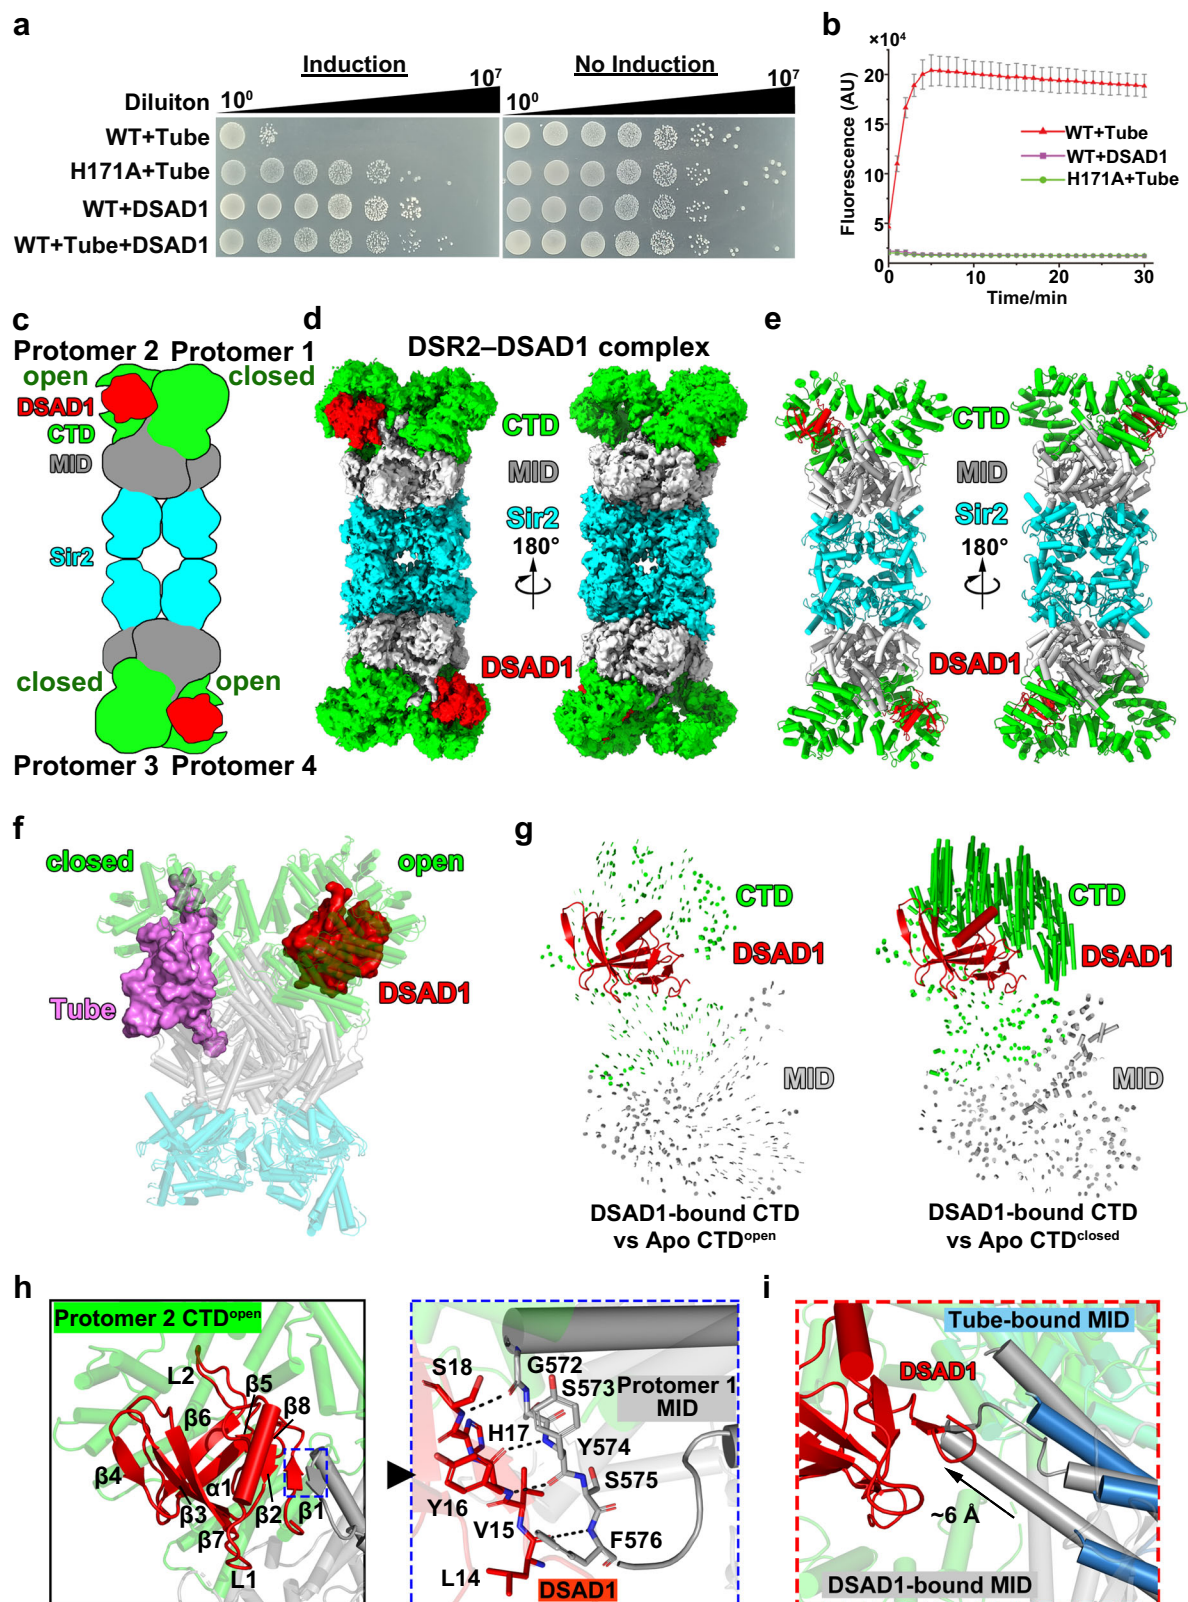 a
Induction
No Induction
Diluiton
10⁰
10⁷
10⁰
10⁷
WT+Tube
H171A+Tube
WT+DSAD1
WT+Tube+DSAD1
b
×10⁴
Fluorescence (AU)
20
15
10
5
0
0
10
20
30
Time/min
WT+Tube
WT+DSAD1
H171A+Tube
c
Protomer 2
Protomer 1
open
closed
DSAD1
CTD
MID
Sir2
closed
open
Protomer 3
Protomer 4
d
DSR2–DSAD1 complex
CTD
MID
Sir2
180°
DSAD1
e
CTD
MID
Sir2
180°
DSAD1
f
closed
open
Tube
DSAD1
g
CTD
DSAD1
MID
DSAD1-bound CTD
vs Apo CTDᵒᵖᵉⁿ
CTD
DSAD1
MID
DSAD1-bound CTD
vs Apo CTDᶜˡᵒˢᵉᵈ
h
Protomer 2 CTDᵒᵖᵉⁿ
L2
β5
β6
β8
β4
α1
β3
β2
β1
β7
L1
S18
G572
S573
Protomer 1
MID
H17
Y574
S575
Y16
V15
F576
L14
DSAD1
i
Tube-bound MID
DSAD1
~6 Å
DSAD1-bound MID